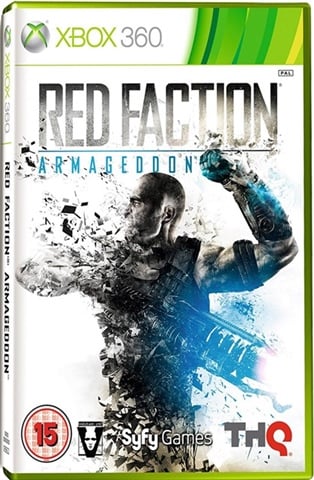 XBOX 360
PAL
RED FACTION
ARMAGEDDON
XBOX 360
RED FACTION ARMAGEDDON
15
Syfy Games
THQ